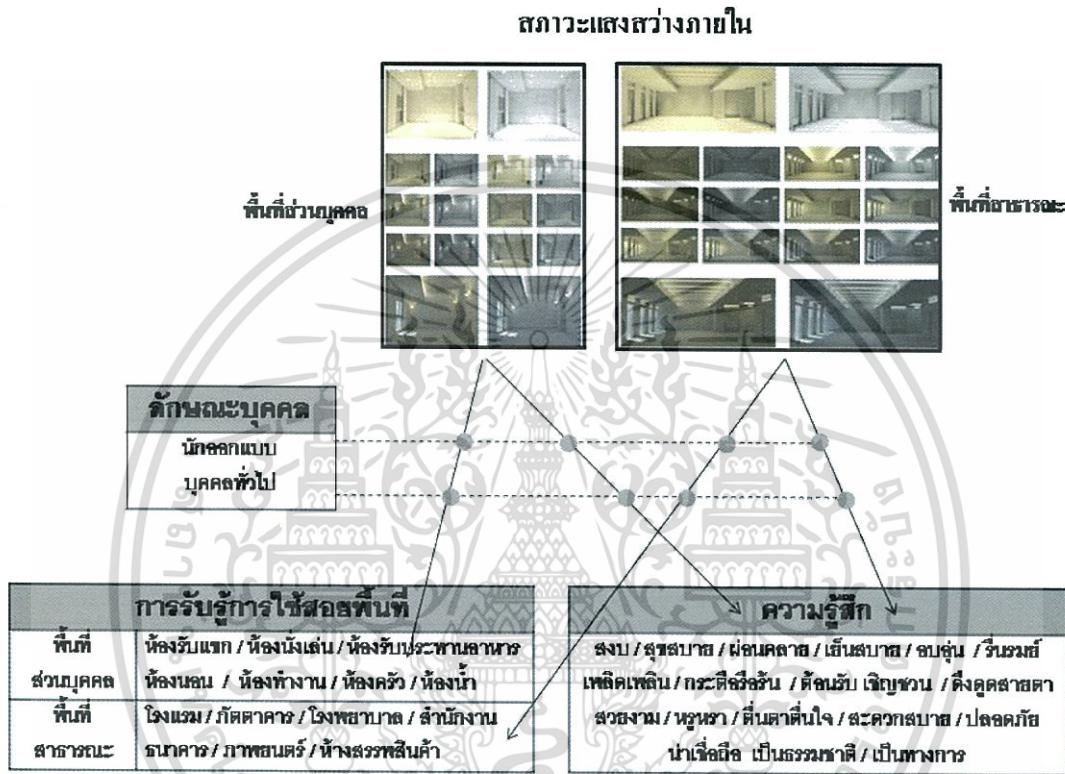 สภาวะแสงสว่างภายใน
พื้นที่ส่วนบุคคล
พื้นที่สาธารณะ
ลักษณะบุคคล
นักออกแบบ
บุคคลทั่วไป
การรับรู้การใช้สอยพื้นที่
พื้นที่
ส่วนบุคคล
ห้องรับแขก / ห้องนั่งเล่น / ห้องรับประทานอาหาร
ห้องนอน / ห้องทำงาน / ห้องครัว / ห้องน้ำ
พื้นที่
สาธารณะ
โรงแรม / ภัตตาคาร / โรงพยาบาล / สำนักงาน
ธนาคาร / ภาพยนตร์ / ห้างสรรพสินค้า
ความรู้สึก
สงบ / สุขสบาย / ผ่อนคลาย / เย็นสบาย / อบอุ่น / รื่นรมย์
เพลิดเพลิน / กระตือรือร้น / ต้อนรับ เชิญชวน / ดึงดูดสายตา
สวยงาม / หรูหรา / ตื่นตาตื่นใจ / สะดวกสบาย / ปลอดภัย
น่าเชื่อถือ เป็นธรรมชาติ / เป็นทางการ